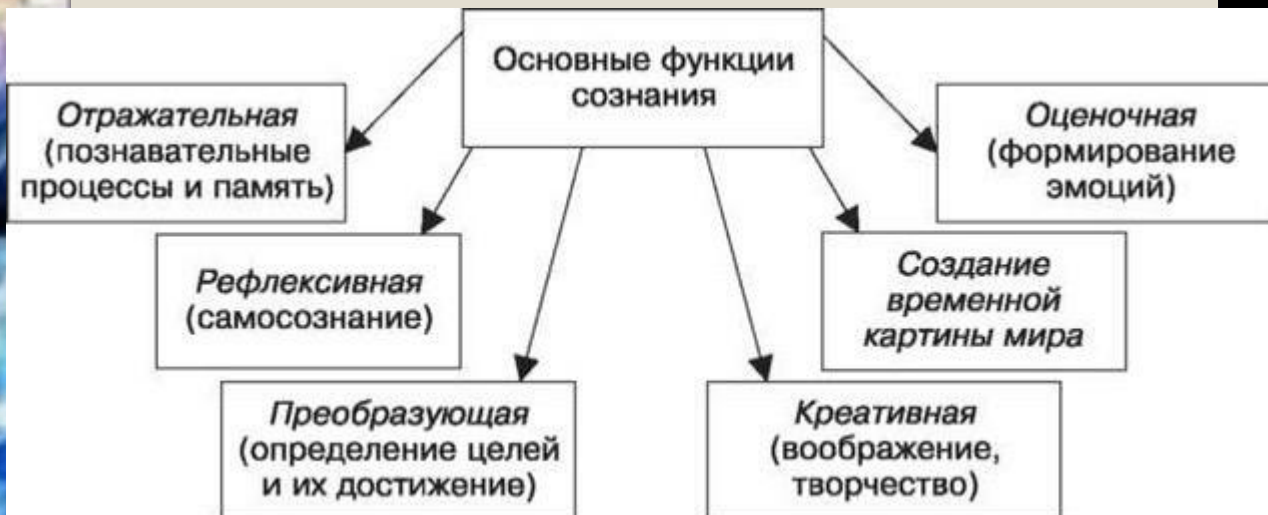 Основные функции
сознания
Отражательная
(познавательные
процессы и память)
Оценочная
(формирование
эмоций)
Рефлексивная
(самосознание)
Создание
временной
картины мира
Преобразующая
(определение целей
и их достижение)
Креативная
(воображение,
творчество)